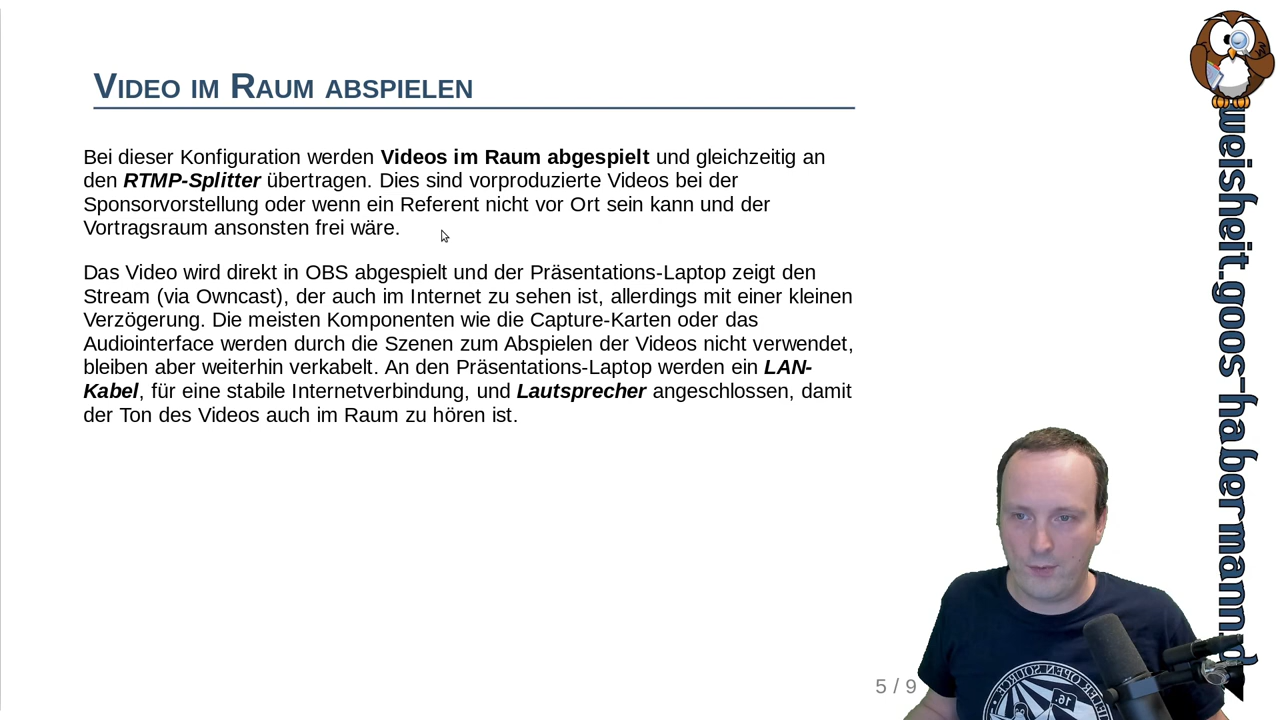 Video im Raum abspielen
Bei dieser Konfiguration werden Videos im Raum abgespielt und gleichzeitig an
den RTMP-Splitter übertragen. Dies sind vorproduzierte Videos bei der
Sponsorvorstellung oder wenn ein Referent nicht vor Ort sein kann und der
Vortragsraum ansonsten frei wäre.
Das Video wird direkt in OBS abgespielt und der Präsentations-Laptop zeigt den
Stream (via Owncast), der auch im Internet zu sehen ist, allerdings mit einer kleinen
Verzögerung. Die meisten Komponenten wie die Capture-Karten oder das
Audiointerface werden durch die Szenen zum Abspielen der Videos nicht verwendet,
bleiben aber weiterhin verkabelt. An den Präsentations-Laptop werden ein LAN-
Kabel, für eine stabile Internetverbindung, und Lautsprecher angeschlossen, damit
der Ton des Videos auch im Raum zu hören ist.
5 / 9
weisheit.goos-habermann.d
OPEN SOURCE
16.